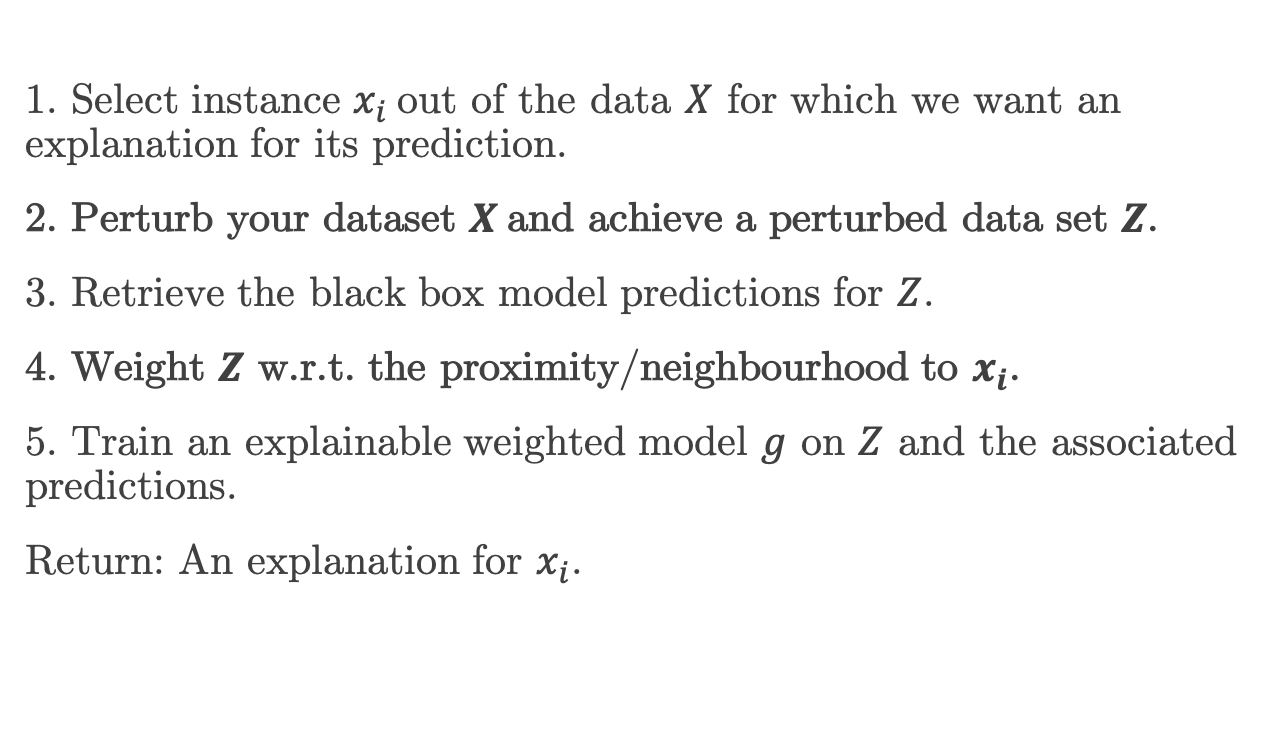 1. Select instance xᵢ out of the data X for which we want an
explanation for its prediction.
2. Perturb your dataset X and achieve a perturbed data set Z.
3. Retrieve the black box model predictions for Z.
4. Weight Z w.r.t. the proximity/neighbourhood to xᵢ.
5. Train an explainable weighted model g on Z and the associated
predictions.
Return: An explanation for xᵢ.